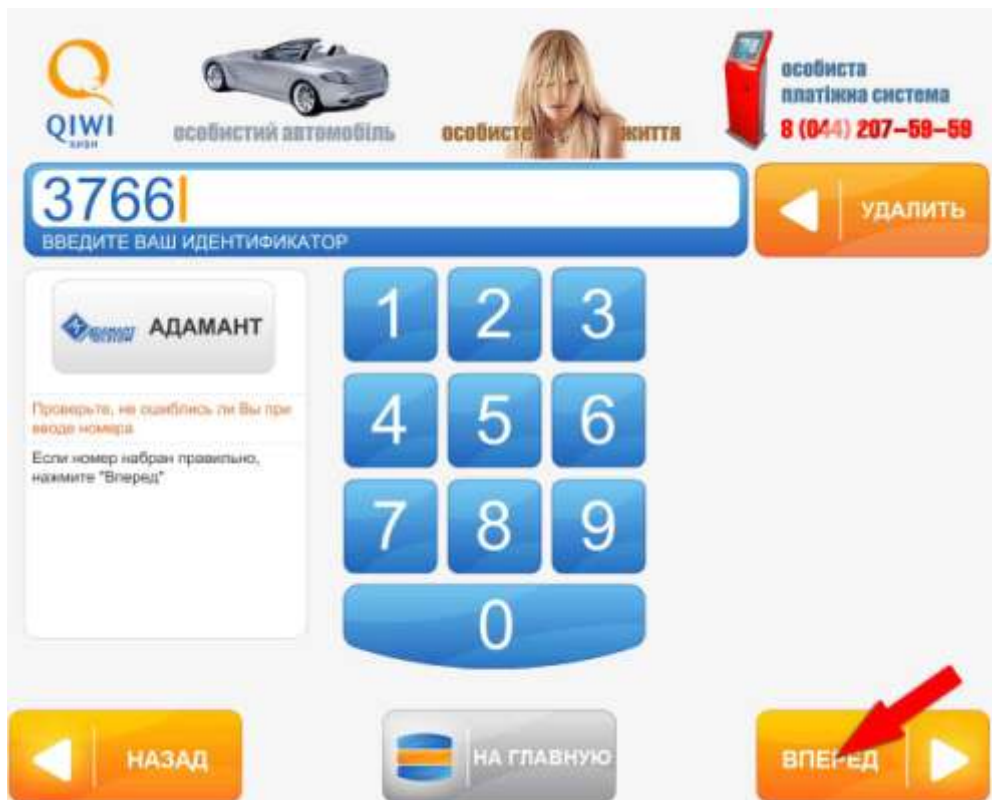 QIWI
КИВИ
особистий автомобіль
особисте життя
особиста
платіжна система
8 (044) 207–59–59
3766
ВВЕДИТЕ ВАШ ИДЕНТИФИКАТОР
УДАЛИТЬ
АДАМАНТ
Проверьте, не ошиблись ли Вы при
вводе номера
Если номер набран правильно,
нажмите "Вперед"
1 2 3
4 5 6
7 8 9
0
НАЗАД
НА ГЛАВНУЮ
ВПЕРЕД